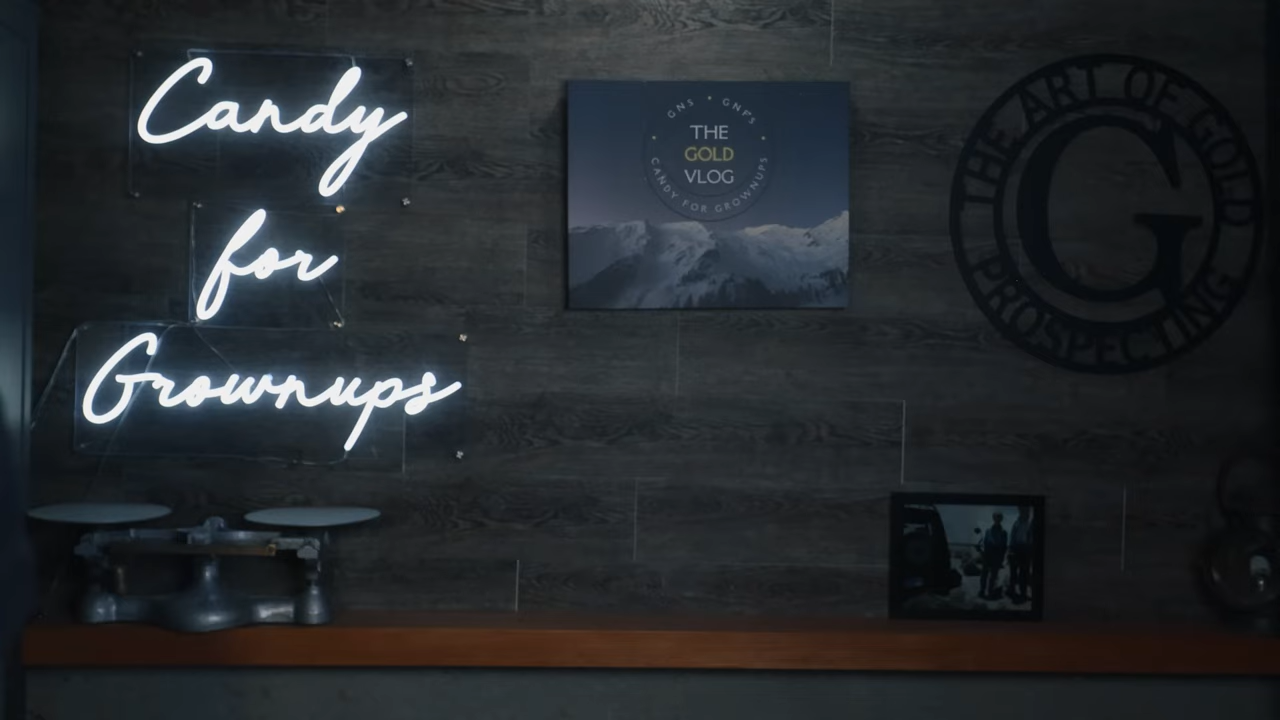 Candy
for
Grownups
GNS • GNPS
THE
GOLD
VLOG
• CANDY FOR GROWNUPS •
THE ART OF GOLD
G
PROSPECTING